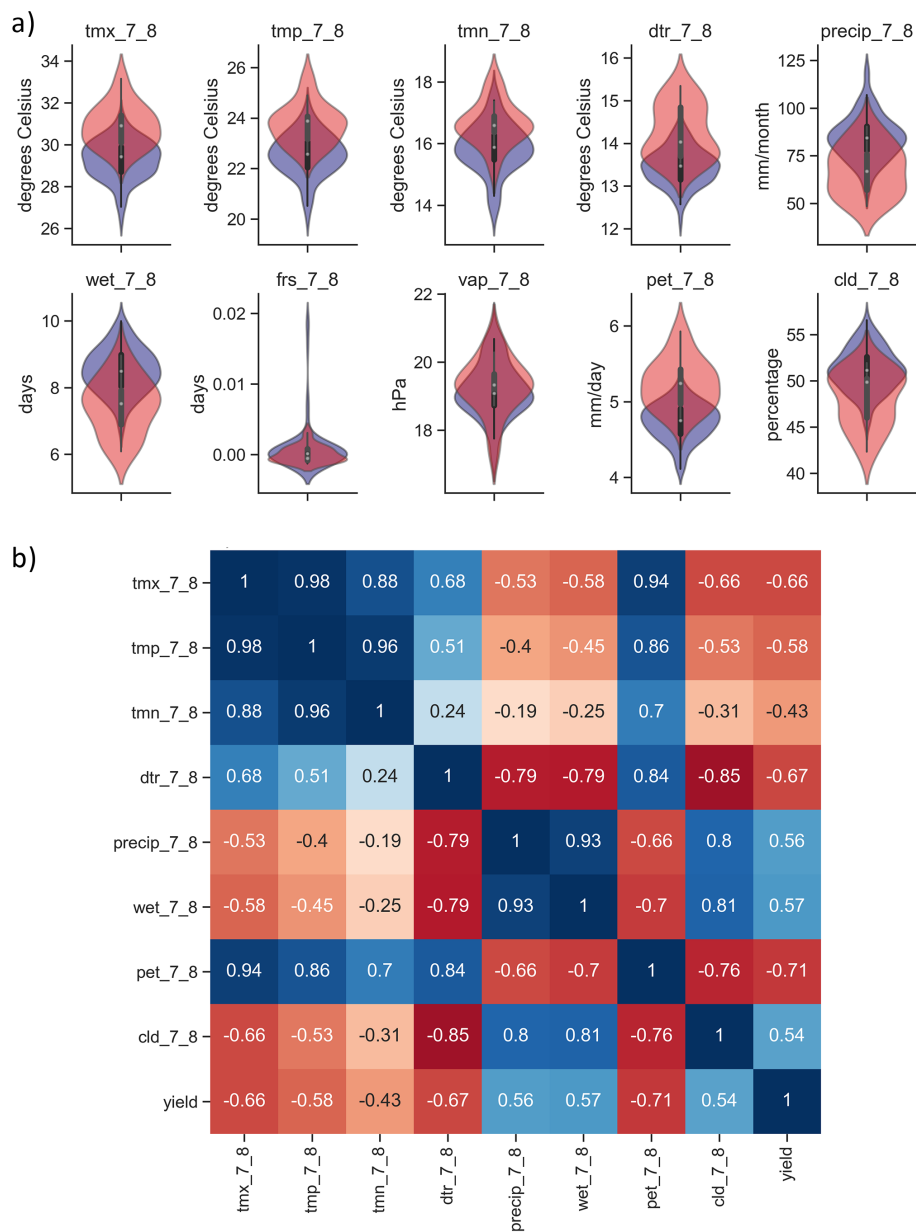 a)
tmx_7_8 tmp_7_8 tmn_7_8 dtr_7_8 precip_7_8
degrees Celsius 34 32 30 28 26
degrees Celsius 26 24 22 20
degrees Celsius 18 16 14
degrees Celsius 16 15 14 13 12
mm/month 125 100 75 50
wet_7_8 frs_7_8 vap_7_8 pet_7_8 cld_7_8
days 10 8 6
days 0.02 0.01 0.00
hPa 22 20 18
mm/day 6 5 4
percentage 55 50 45 40
b)
tmx_7_8 1 0.98 0.88 0.68 -0.53 -0.58 0.94 -0.66 -0.66
tmp_7_8 0.98 1 0.96 0.51 -0.4 -0.45 0.86 -0.53 -0.58
tmn_7_8 0.88 0.96 1 0.24 -0.19 -0.25 0.7 -0.31 -0.43
dtr_7_8 0.68 0.51 0.24 1 -0.79 -0.79 0.84 -0.85 -0.67
precip_7_8 -0.53 -0.4 -0.19 -0.79 1 0.93 -0.66 0.8 0.56
wet_7_8 -0.58 -0.45 -0.25 -0.79 0.93 1 -0.7 0.81 0.57
pet_7_8 0.94 0.86 0.7 0.84 -0.66 -0.7 1 -0.76 -0.71
cld_7_8 -0.66 -0.53 -0.31 -0.85 0.8 0.81 -0.76 1 0.54
yield -0.66 -0.58 -0.43 -0.67 0.56 0.57 -0.71 0.54 1
tmx_7_8 tmp_7_8 tmn_7_8 dtr_7_8 precip_7_8 wet_7_8 pet_7_8 cld_7_8 yield